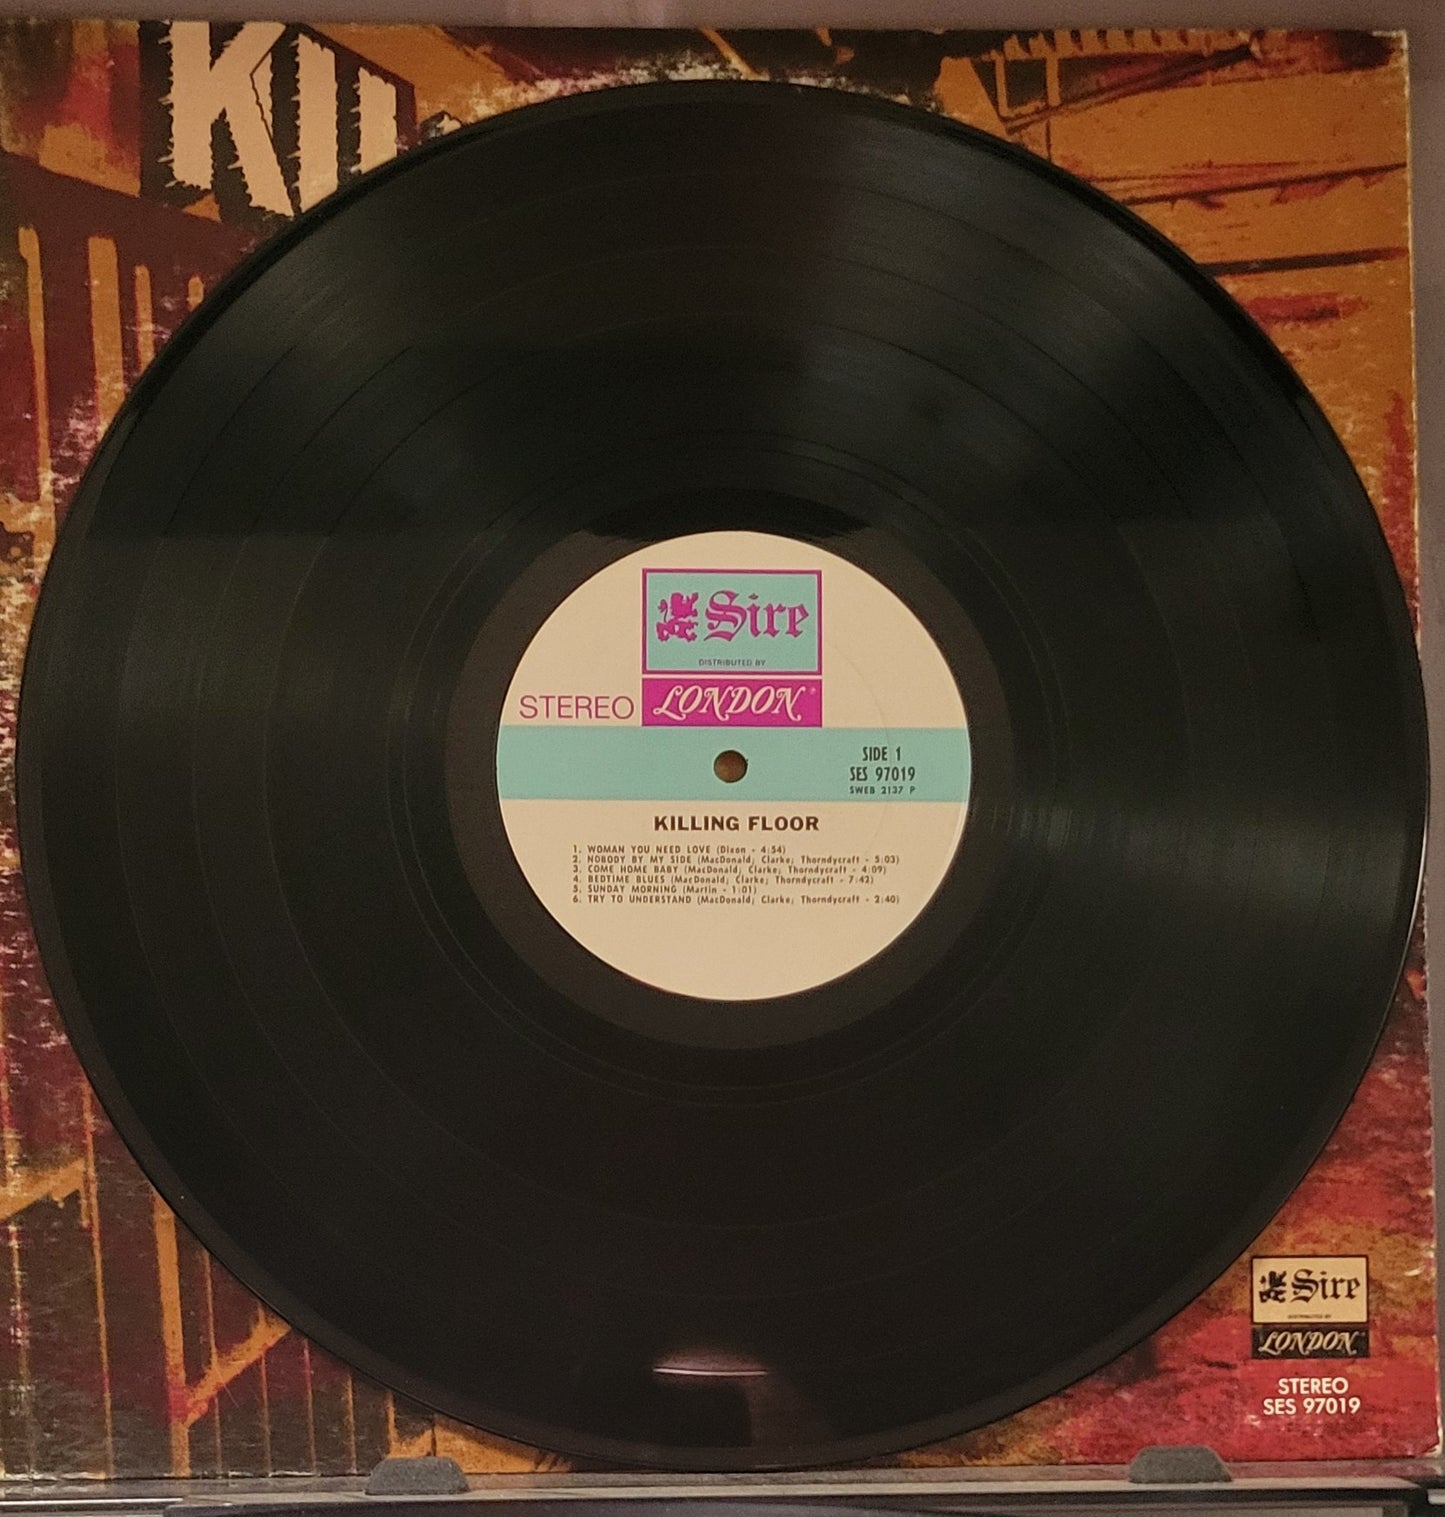 KIL
Sire
DISTRIBUTED BY
STEREO LONDON
SIDE 1
SES 97019
SWEB 2137 P
KILLING FLOOR
1. WOMAN YOU NEED LOVE (Dixon - 4:54)
2. NOBODY BY MY SIDE (MacDonald; Clarke; Thorndycraft - 5:03)
3. COME HOME BABY (MacDonald; Clarke; Thorndycraft - 4:09)
4. BEDTIME BLUES (MacDonald; Clarke; Thorndycraft - 7:42)
5. SUNDAY MORNING (Martin - 1:01)
6. TRY TO UNDERSTAND (MacDonald; Clarke; Thorndycraft - 2:40)
Sire
DISTRIBUTED BY
LONDON
STEREO
SES 97019